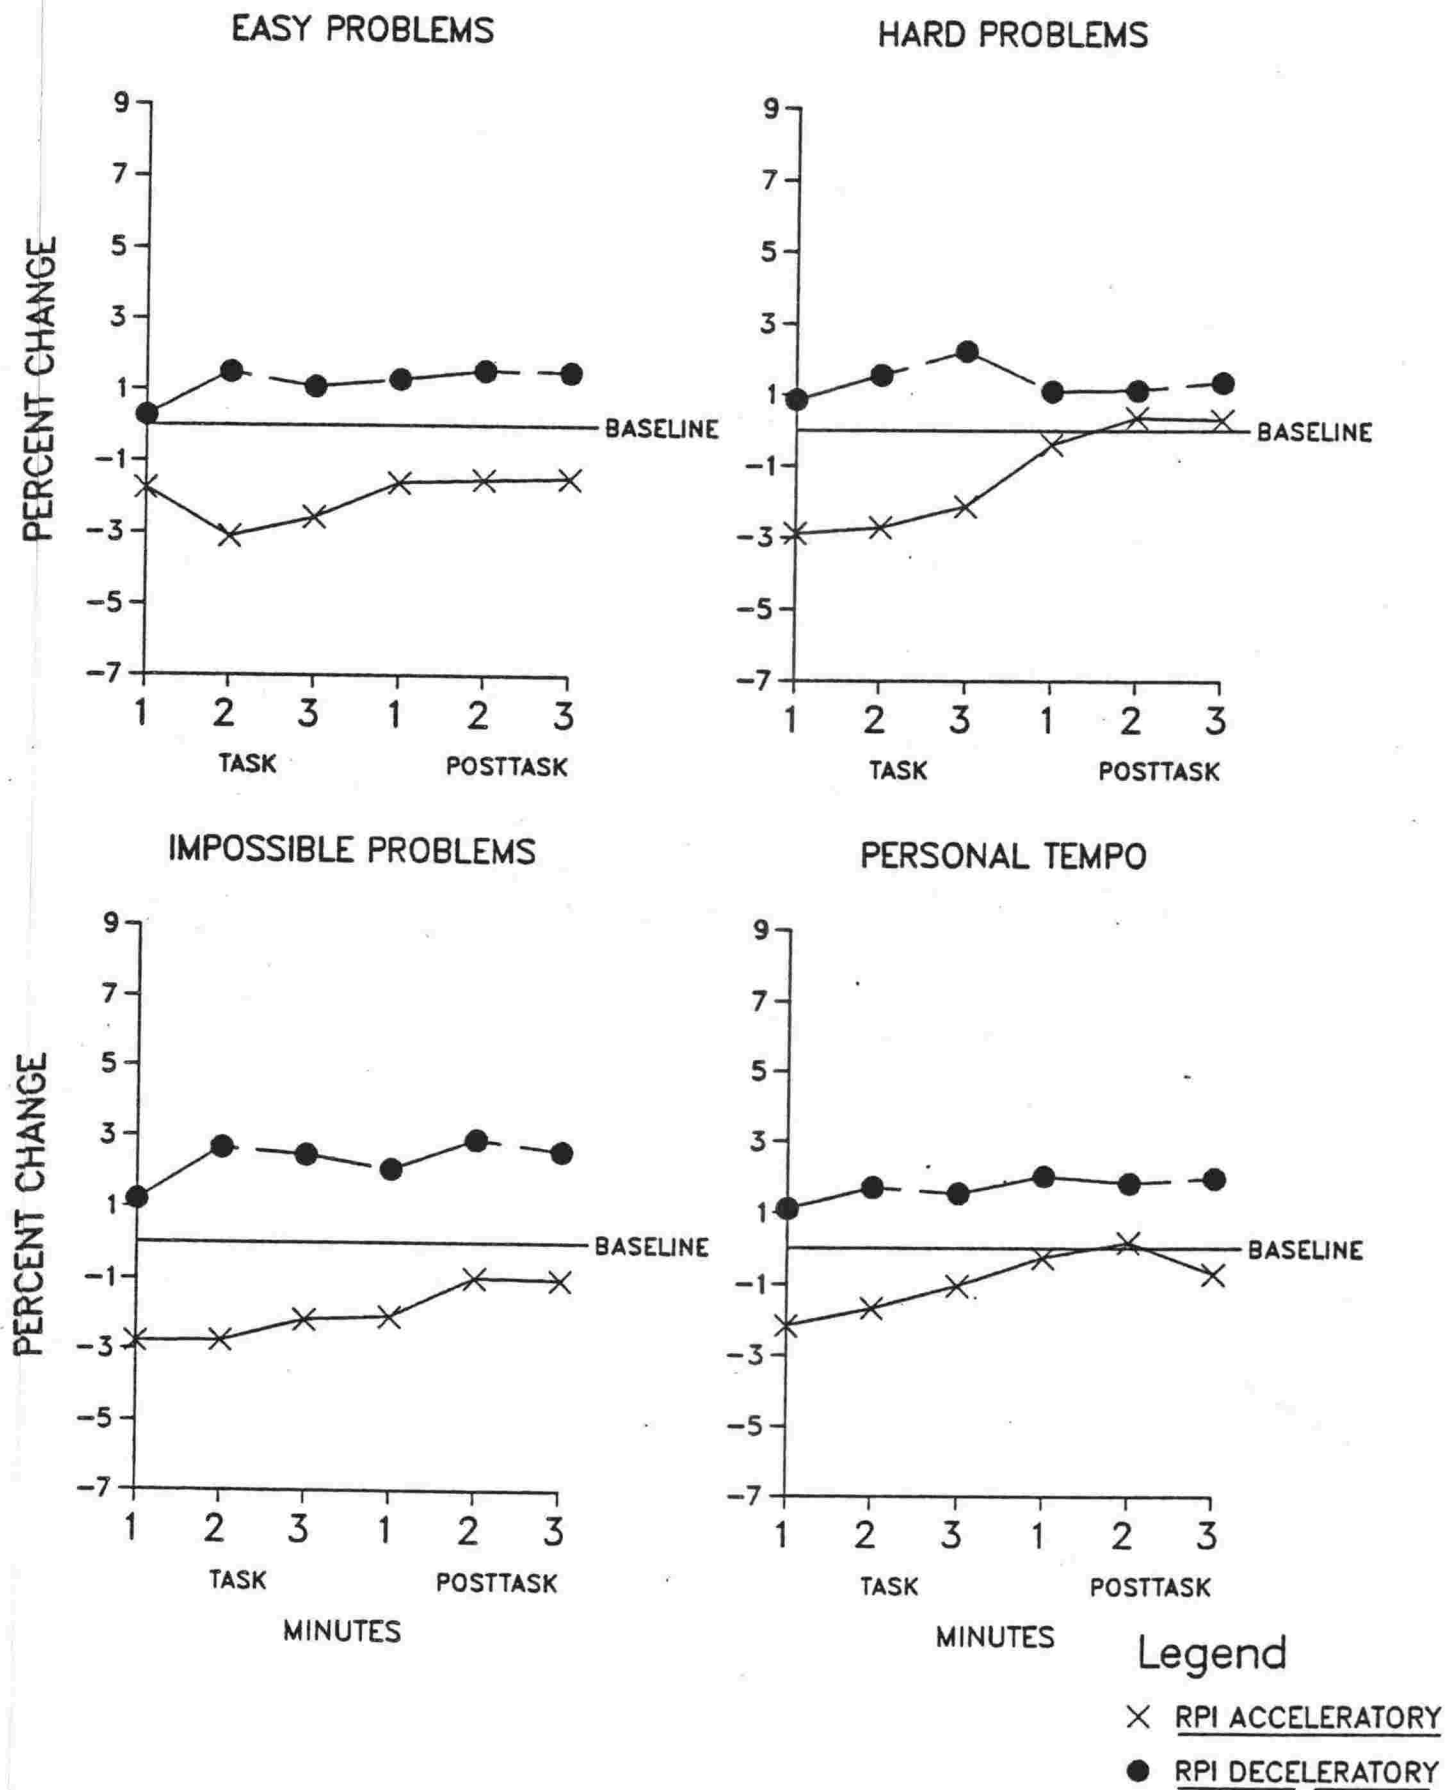 EASY PROBLEMS
PERCENT CHANGE
9
7
5
3
1
−1
−3
−5
−7
BASELINE
1 2 3 1 2 3
TASK POSTTASK
HARD PROBLEMS
9
7
5
3
1
−1
−3
−5
−7
BASELINE
1 2 3 1 2 3
TASK POSTTASK
IMPOSSIBLE PROBLEMS
PERCENT CHANGE
9
7
5
3
1
−1
−3
−5
−7
BASELINE
1 2 3 1 2 3
TASK POSTTASK
MINUTES
PERSONAL TEMPO
9
7
5
3
1
−1
−3
−5
−7
BASELINE
1 2 3 1 2 3
TASK POSTTASK
MINUTES
Legend
RPI ACCELERATORY
RPI DECELERATORY